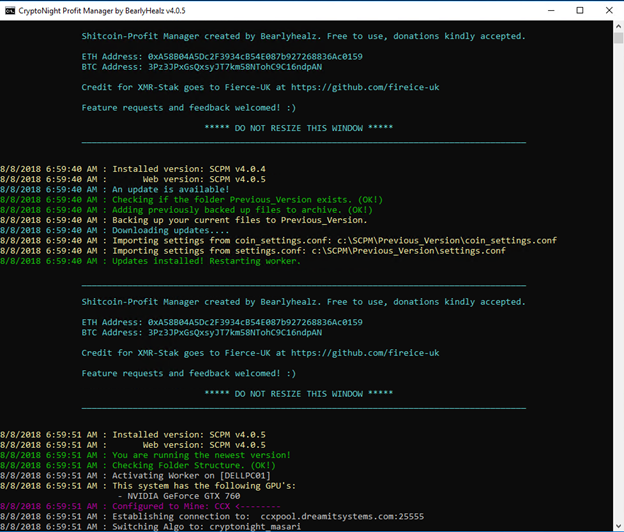 CryptoNight Profit Manager by BearlyHealz v4.0.5
Shitcoin-Profit Manager created by Bearlyhealz. Free to use, donations kindly accepted.
ETH Address: 0xA58B04A5Dc2F3934cB54E087b927268836Ac0159
BTC Address: 3Pz3JPxGsQxsyJT7km58NTohC9C16ndpAN
Credit for XMR-Stak goes to Fierce-UK at https://github.com/fireice-uk
Feature requests and feedback welcomed! :)
***** DO NOT RESIZE THIS WINDOW *****
8/8/2018 6:59:40 AM : Installed version: SCPM v4.0.4
8/8/2018 6:59:40 AM : Web version: SCPM v4.0.5
8/8/2018 6:59:40 AM : An update is available!
8/8/2018 6:59:40 AM : Checking if the folder Previous_Version exists. (OK!)
8/8/2018 6:59:40 AM : Adding previously backed up files to archive. (OK!)
8/8/2018 6:59:40 AM : Backing up your current files to Previous_Version.
8/8/2018 6:59:40 AM : Downloading updates....
8/8/2018 6:59:40 AM : Importing settings from coin_settings.conf: c:\SCPM\Previous_Version\coin_settings.conf
8/8/2018 6:59:40 AM : Importing settings from settings.conf: c:\SCPM\Previous_Version\settings.conf
8/8/2018 6:59:40 AM : Updates installed! Restarting worker.
Shitcoin-Profit Manager created by Bearlyhealz. Free to use, donations kindly accepted.
ETH Address: 0xA58B04A5Dc2F3934cB54E087b927268836Ac0159
BTC Address: 3Pz3JPxGsQxsyJT7km58NTohC9C16ndpAN
Credit for XMR-Stak goes to Fierce-UK at https://github.com/fireice-uk
Feature requests and feedback welcomed! :)
***** DO NOT RESIZE THIS WINDOW *****
8/8/2018 6:59:51 AM : Installed version: SCPM v4.0.5
8/8/2018 6:59:51 AM : Web version: SCPM v4.0.5
8/8/2018 6:59:51 AM : You are running the newest version!
8/8/2018 6:59:51 AM : Checking Folder Structure. (OK!)
8/8/2018 6:59:51 AM : Activating Worker on [DELLPC01]
8/8/2018 6:59:51 AM : This system has the following GPU's:
- NVIDIA GeForce GTX 760
8/8/2018 6:59:51 AM : Configured to Mine: CCX <--------
8/8/2018 6:59:51 AM : Establishing connection to: ccxpool.dreamitsystems.com:25555
8/8/2018 6:59:51 AM : Switching Algo to: cryptonight_masari